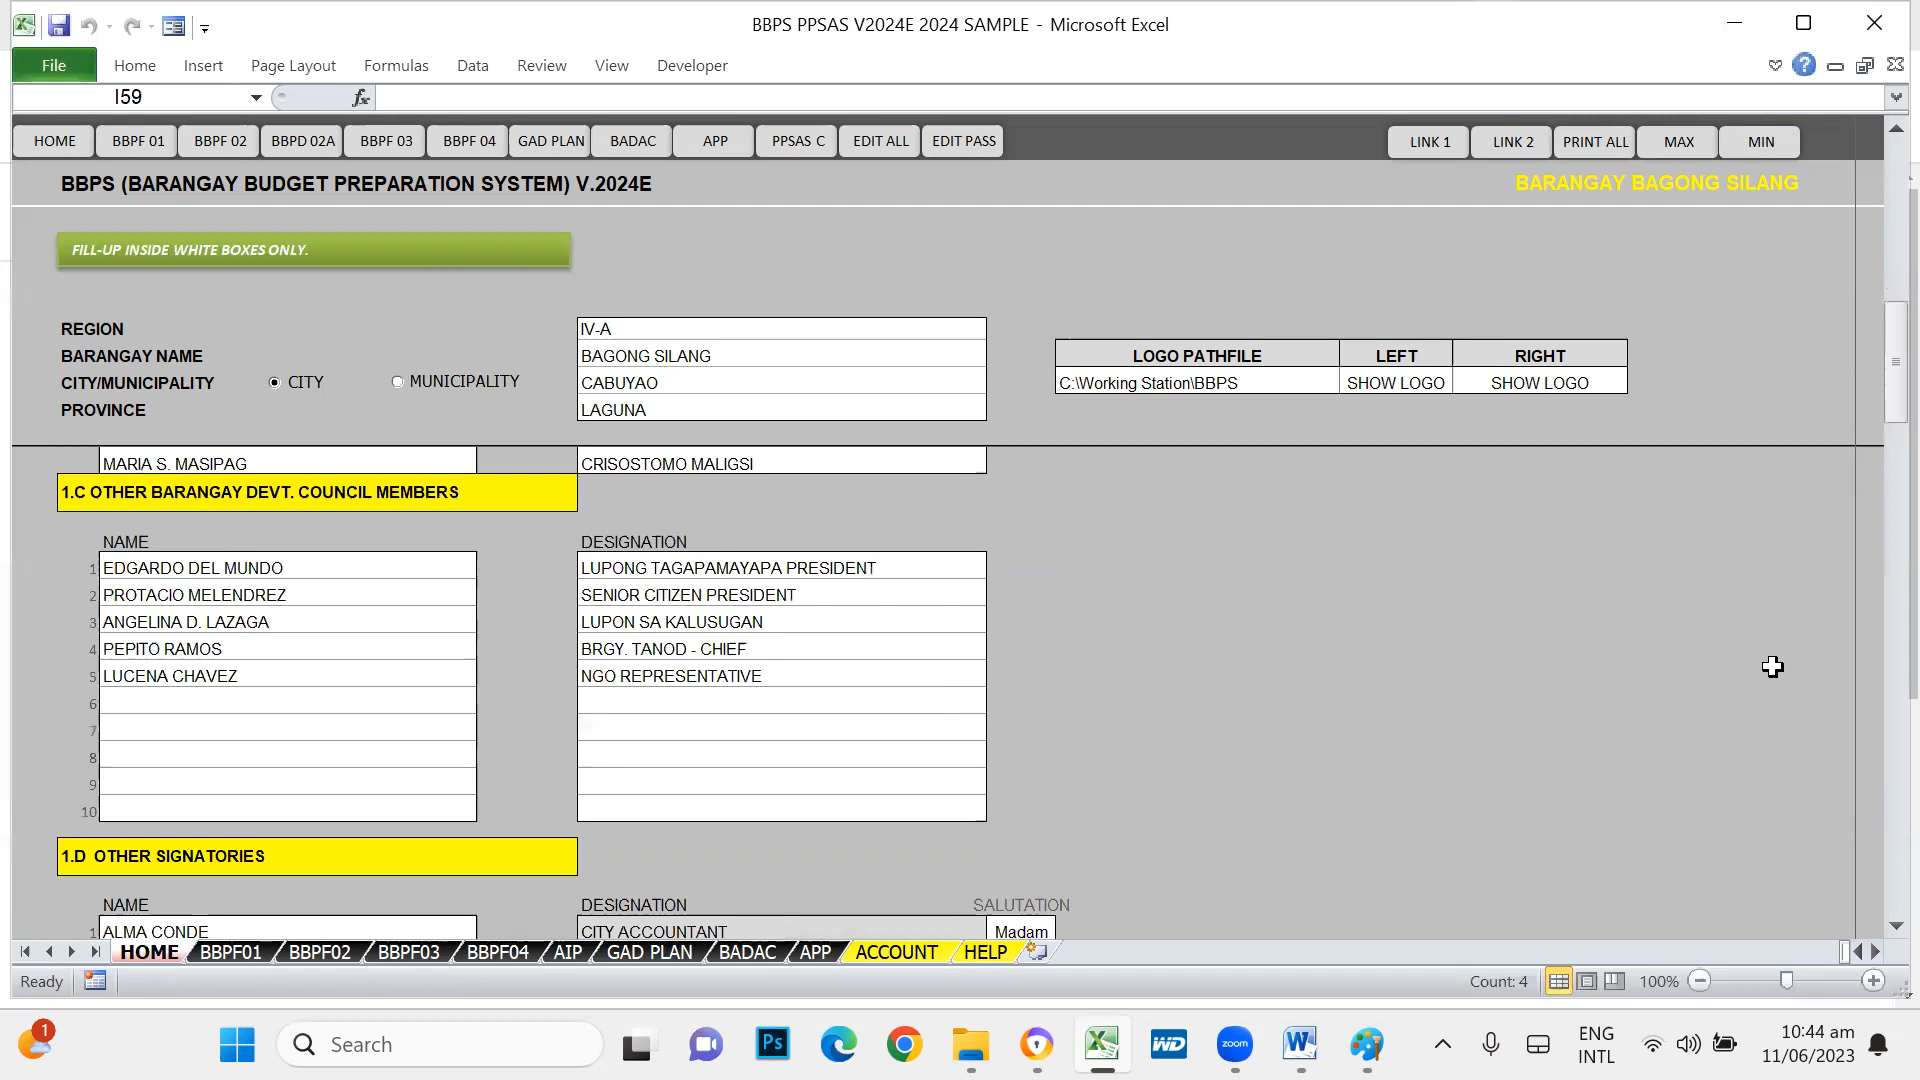 BBPS PPSAS V2024E 2024 SAMPLE - Microsoft Excel
File Home Insert Page Layout Formulas Data Review View Developer
I59 fx
HOME BBPF 01 BBPF 02 BBPD 02A BBPF 03 BBPF 04 GAD PLAN BADAC APP PPSAS C EDIT ALL EDIT PASS LINK 1 LINK 2 PRINT ALL MAX MIN
BBPS (BARANGAY BUDGET PREPARATION SYSTEM) V.2024E BARANGAY BAGONG SILANG
FILL-UP INSIDE WHITE BOXES ONLY.
REGION IV-A
BARANGAY NAME BAGONG SILANG LOGO PATHFILE LEFT RIGHT
CITY/MUNICIPALITY CITY MUNICIPALITY CABUYAO C:\Working Station\BBPS SHOW LOGO SHOW LOGO
PROVINCE LAGUNA
MARIA S. MASIPAG CRISOSTOMO MALIGSI
1.C OTHER BARANGAY DEVT. COUNCIL MEMBERS
NAME DESIGNATION
1 EDGARDO DEL MUNDO LUPONG TAGAPAMAYAPA PRESIDENT
2 PROTACIO MELENDREZ SENIOR CITIZEN PRESIDENT
3 ANGELINA D. LAZAGA LUPON SA KALUSUGAN
4 PEPITO RAMOS BRGY. TANOD - CHIEF
5 LUCENA CHAVEZ NGO REPRESENTATIVE
6
7
8
9
10
1.D OTHER SIGNATORIES
NAME DESIGNATION SALUTATION
1 ALMA CONDE CITY ACCOUNTANT Madam
HOME BBPF01 BBPF02 BBPF03 BBPF04 AIP GAD PLAN BADAC APP ACCOUNT HELP
Ready Count: 4 100%
1 Search Ps WD zoom W ENG INTL 10:44 am 11/06/2023